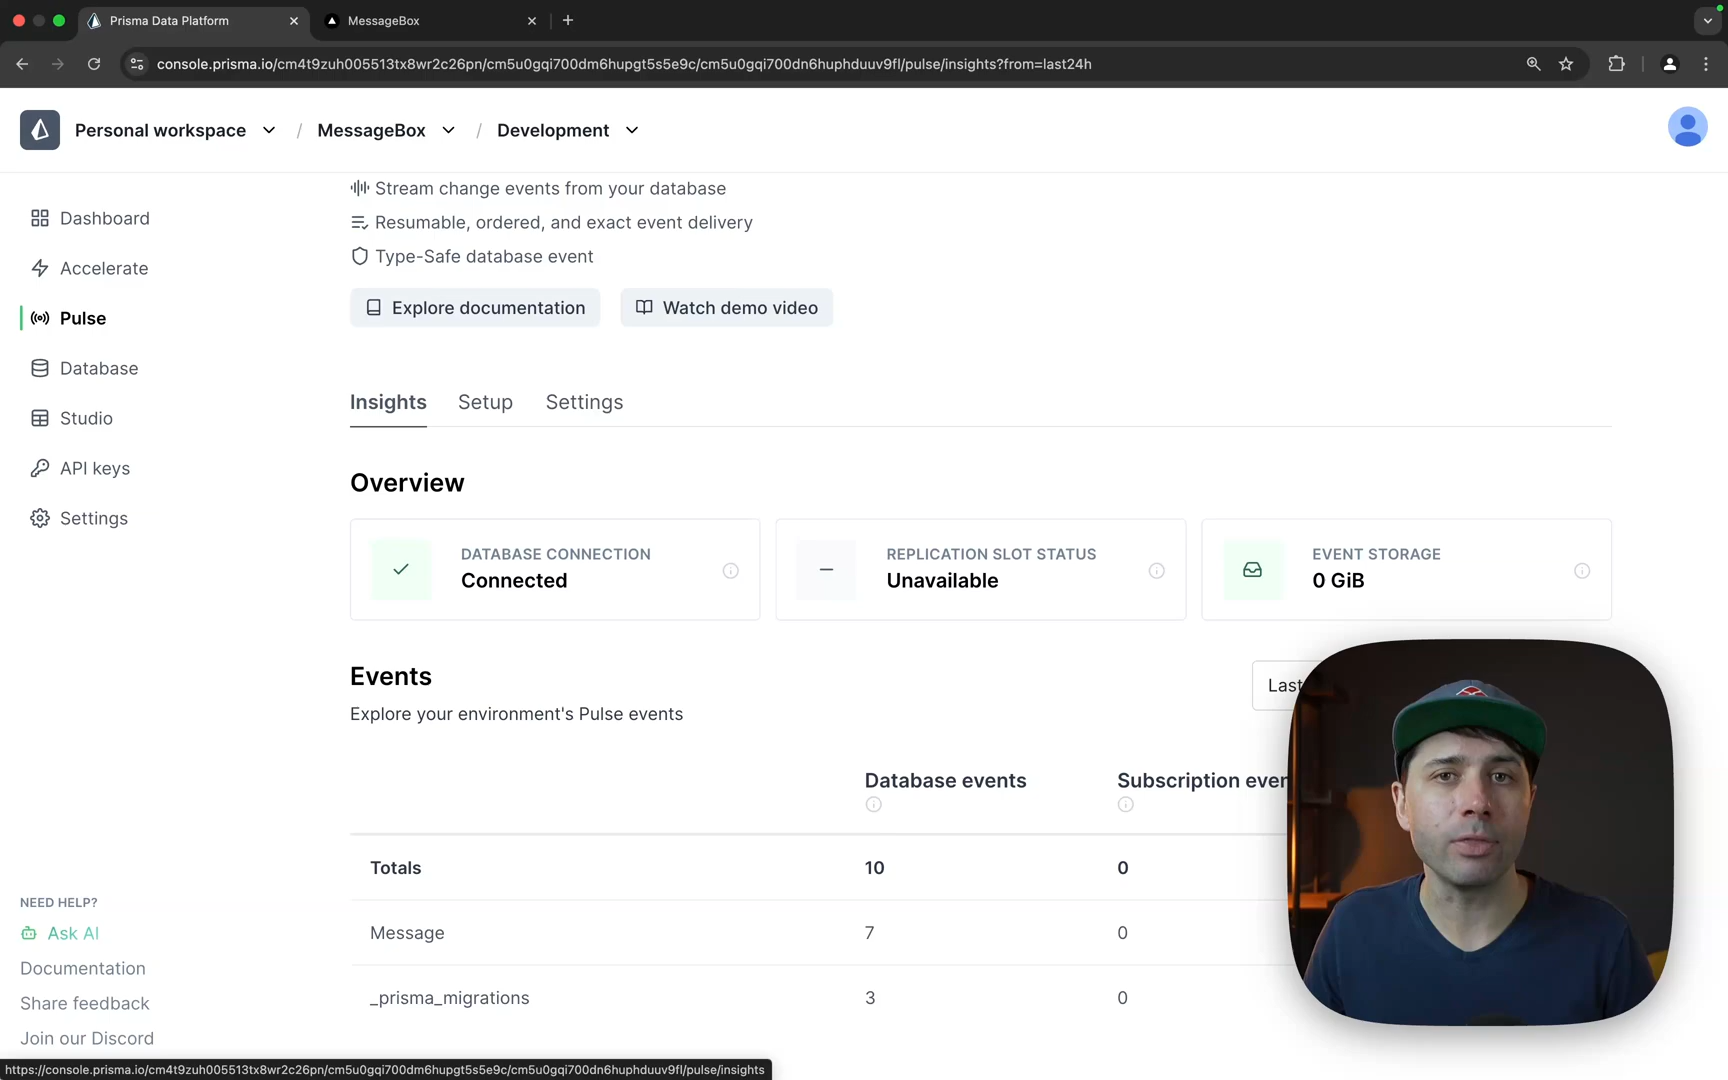 Prisma Data Platform
MessageBox
console.prisma.io/cm4t9zuh005513tx8wr2c26pn/cm5u0gqi700dm6hupgt5s5e9c/cm5u0gqi700dn6huphduuv9fl/pulse/insights?from=last24h
Personal workspace / MessageBox / Development
Dashboard
Accelerate
Pulse
Database
Studio
API keys
Settings
Stream change events from your database
Resumable, ordered, and exact event delivery
Type-Safe database event
Explore documentation
Watch demo video
Insights Setup Settings
Overview
DATABASE CONNECTION
Connected
REPLICATION SLOT STATUS
Unavailable
EVENT STORAGE
0 GiB
Events
Last
Explore your environment's Pulse events
Database events Subscription even
Totals 10 0
Message 7 0
_prisma_migrations 3 0
NEED HELP?
Ask AI
Documentation
Share feedback
Join our Discord
https://console.prisma.io/cm4t9zuh005513tx8wr2c26pn/cm5u0gqi700dm6hupgt5s5e9c/cm5u0gqi700dn6huphduuv9fl/pulse/insights